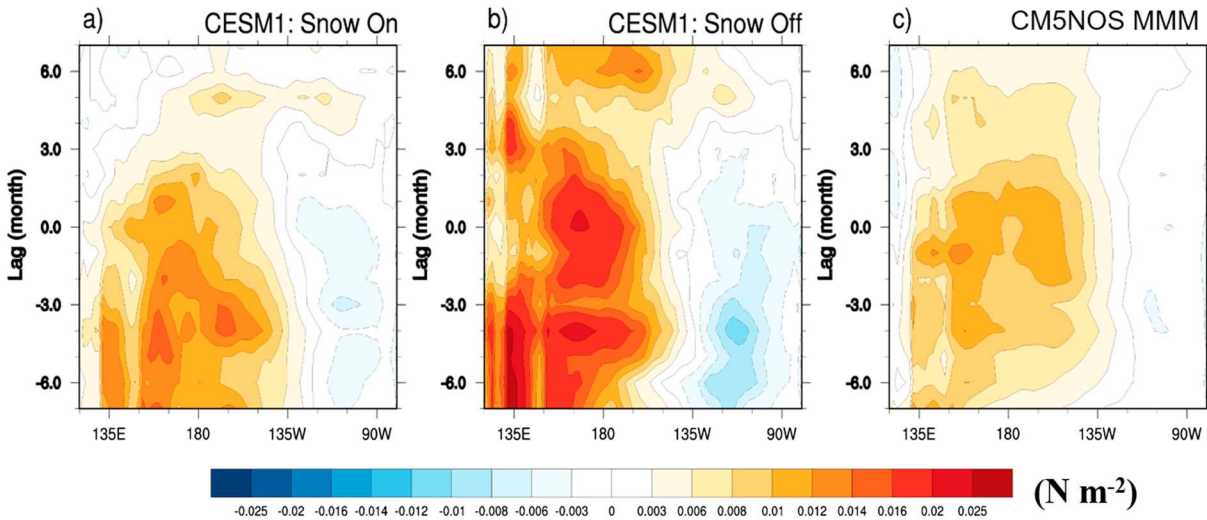 a) CESM1: Snow On
b) CESM1: Snow Off
c) CM5NOS MMM
Lag (month)
6.0
3.0
0.0
-3.0
-6.0
135E 180 135W 90W
Lag (month)
6.0
3.0
0.0
-3.0
-6.0
135E 180 135W 90W
Lag (month)
6.0
3.0
0.0
-3.0
-6.0
135E 180 135W 90W
-0.025 -0.02 -0.016 -0.014 -0.012 -0.01 -0.008 -0.006 -0.003 0 0.003 0.006 0.008 0.01 0.012 0.014 0.016 0.02 0.025
(N m⁻²)